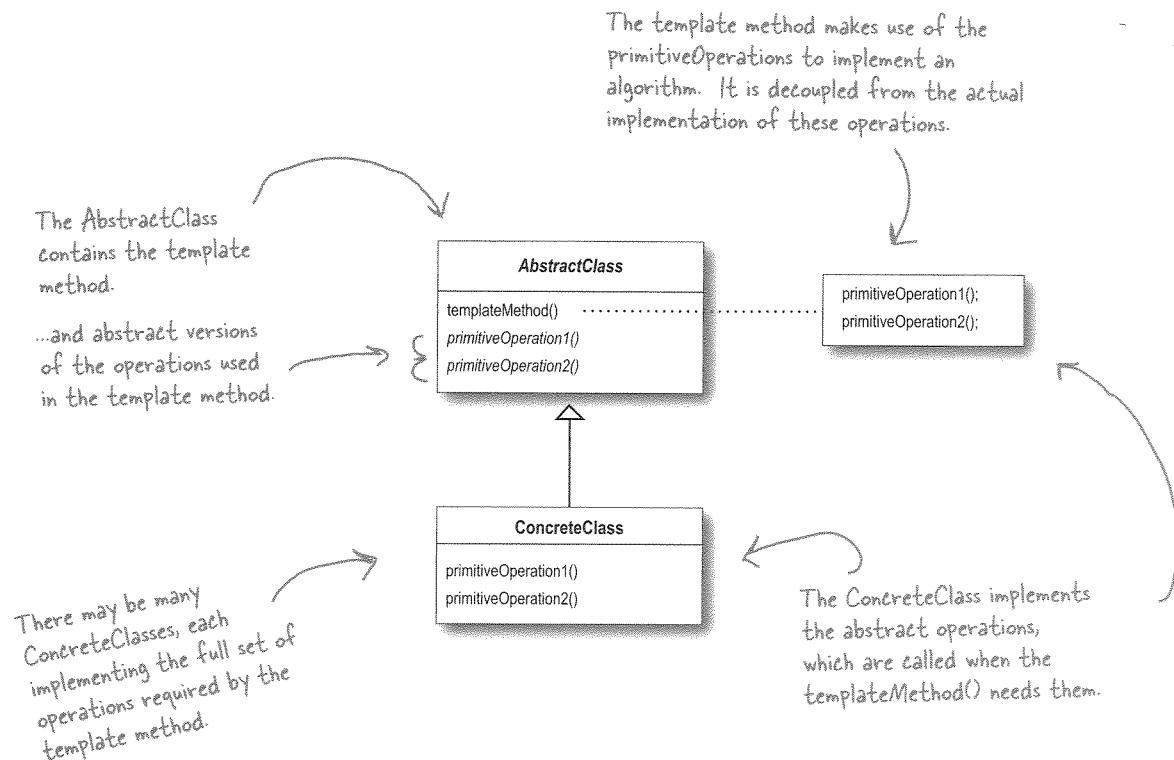 The template method makes use of the
primitiveOperations to implement an
algorithm. It is decoupled from the actual
implementation of these operations.
The AbstractClass
contains the template
method.
...and abstract versions
of the operations used
in the template method.
AbstractClass
templateMethod()
primitiveOperation1()
primitiveOperation2()
primitiveOperation1();
primitiveOperation2();
ConcreteClass
primitiveOperation1()
primitiveOperation2()
There may be many
ConcreteClasses, each
implementing the full set of
operations required by the
template method.
The ConcreteClass implements
the abstract operations,
which are called when the
templateMethod() needs them.